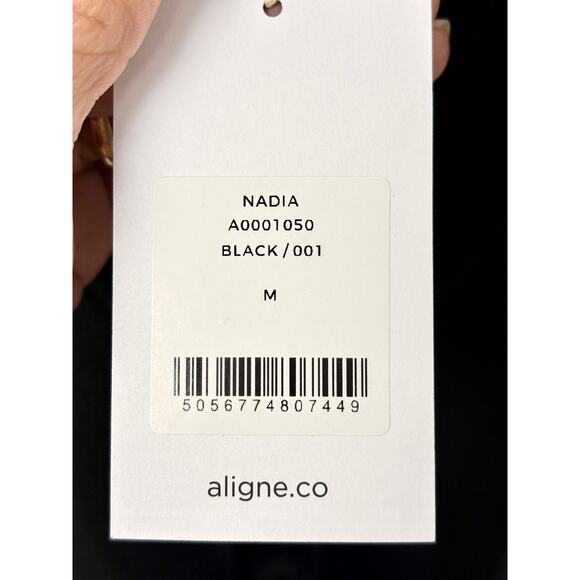 NADIA
A0001050
BLACK / 001
M
5056774807449
aligne.co